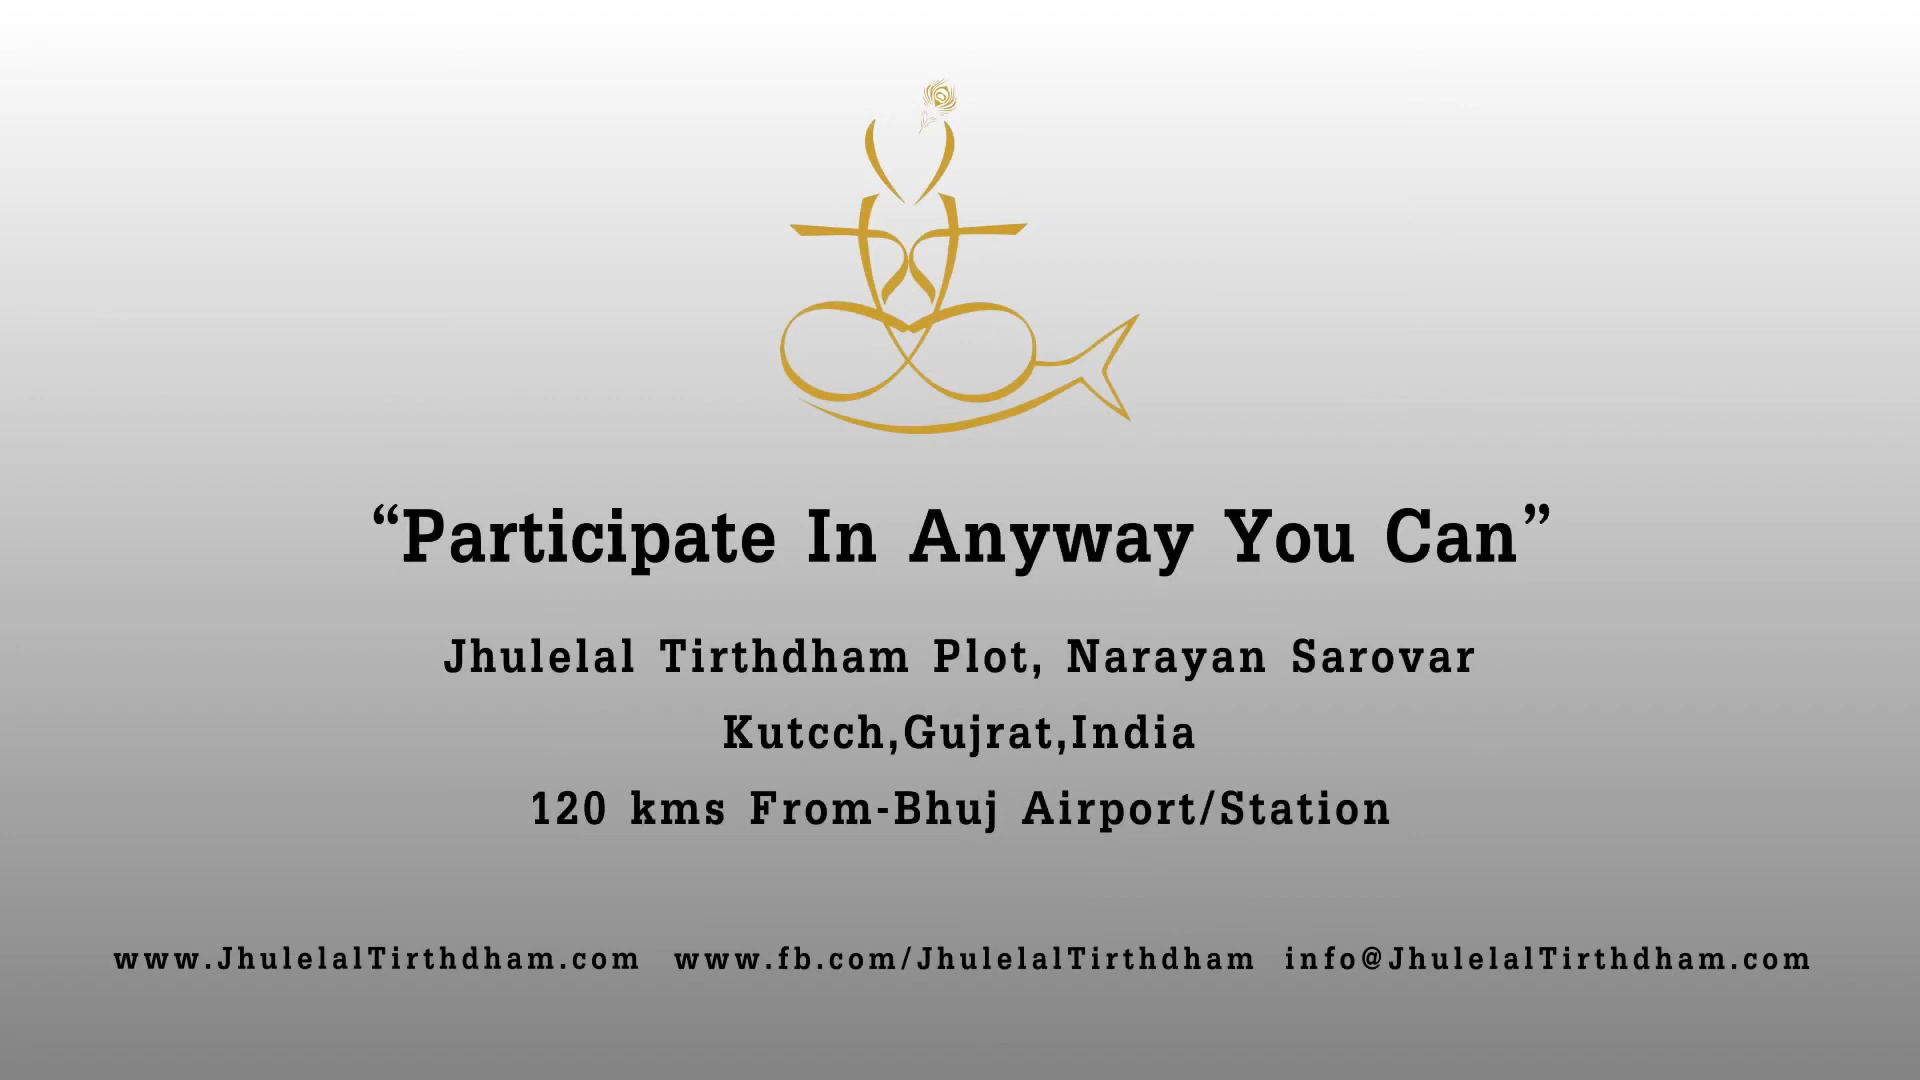 “Participate In Anyway You Can”
Jhulelal Tirthdham Plot, Narayan Sarovar
Kutcch,Gujrat,India
120 kms From-Bhuj Airport/Station
www.JhulelalTirthdham.com www.fb.com/JhulelalTirthdham info@JhulelalTirthdham.com